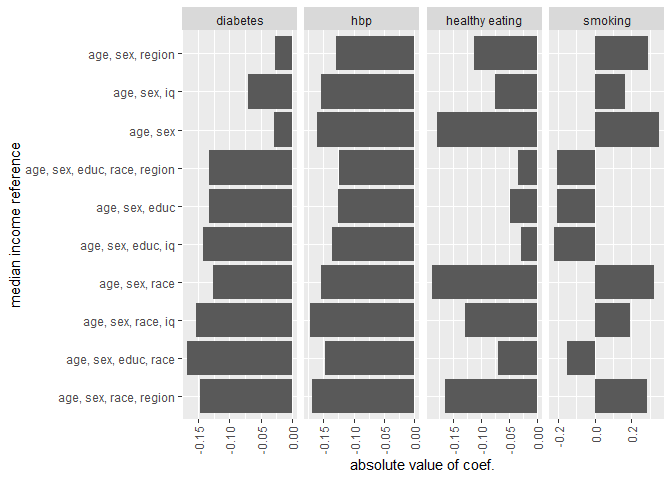 diabetes hbp healthy eating smoking
median income reference
age, sex, region
age, sex, iq
age, sex
age, sex, educ, race, region
age, sex, educ
age, sex, educ, iq
age, sex, race
age, sex, race, iq
age, sex, educ, race
age, sex, race, region
-0.15 -0.10 -0.05 0.00 -0.15 -0.10 -0.05 0.00 -0.15 -0.10 -0.05 0.00 -0.2 0.0 0.2
absolute value of coef.